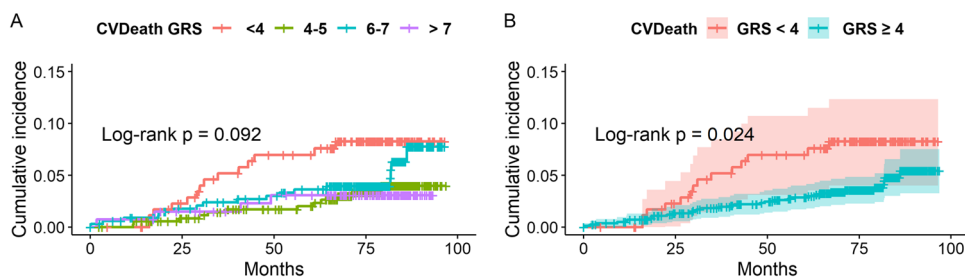 A
CVDeath GRS <4 4-5 6-7 > 7
Cumulative incidence
0.15
0.10
0.05
0.00
Log-rank p = 0.092
0 25 50 75 100
Months
B
CVDeath GRS < 4 GRS ≥ 4
Cumulative incidence
0.15
0.10
0.05
0.00
Log-rank p = 0.024
0 25 50 75 100
Months